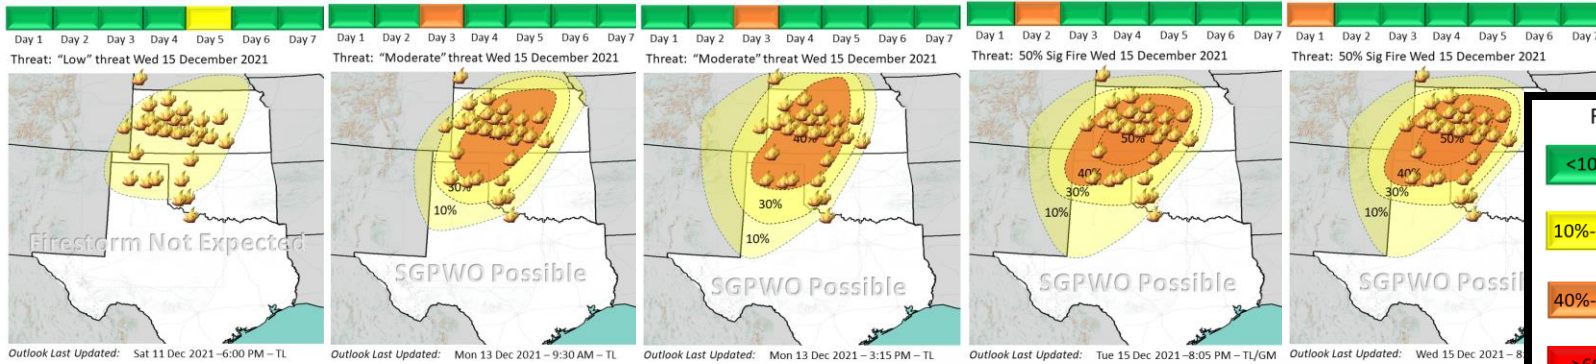 Day 1 Day 2 Day 3 Day 4 Day 5 Day 6 Day 7
Threat: "Low" threat Wed 15 December 2021
Firestorm Not Expected
Outlook Last Updated: Sat 11 Dec 2021 –6:00 PM – TL
Day 1 Day 2 Day 3 Day 4 Day 5 Day 6 Day 7
Threat: "Moderate" threat Wed 15 December 2021
30%
10%
SGPWO Possible
Outlook Last Updated: Mon 13 Dec 2021 – 9:30 AM – TL
Day 1 Day 2 Day 3 Day 4 Day 5 Day 6 Day 7
Threat: "Moderate" threat Wed 15 December 2021
40%
30%
10%
SGPWO Possible
Outlook Last Updated: Mon 13 Dec 2021 – 3:15 PM – TL
Day 1 Day 2 Day 3 Day 4 Day 5 Day 6 Day 7
Threat: 50% Sig Fire Wed 15 December 2021
50%
40%
30%
10%
SGPWO Possible
Outlook Last Updated: Tue 15 Dec 2021 –8:05 PM – TL/GM
Day 1 Day 2 Day 3 Day 4 Day 5 Day 6 Day 7
Threat: 50% Sig Fire Wed 15 December 2021
50%
40%
30%
10%
SGPWO Possi
Outlook Last Updated: Wed 15 Dec 2021 – 8
<10
10%-
40%-